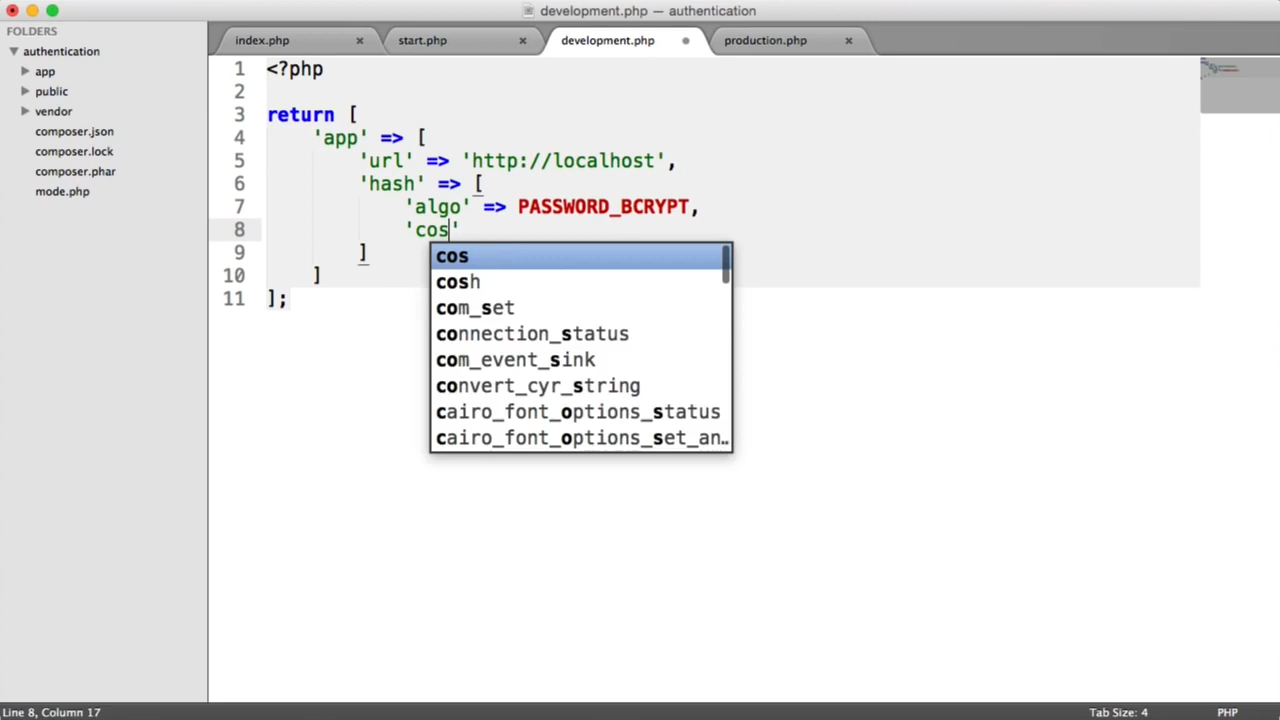 development.php — authentication
FOLDERS
authentication
app
public
vendor
composer.json
composer.lock
composer.phar
mode.php
index.php
start.php
development.php
production.php
1 <?php
2
3 return [
4 'app' => [
5 'url' => 'http://localhost',
6 'hash' => [
7 'algo' => PASSWORD_BCRYPT,
8 'cos'
9 ]
10 ]
11 ];
cos
cosh
com_set
connection_status
com_event_sink
convert_cyr_string
cairo_font_options_status
cairo_font_options_set_an..
Line 8, Column 17
Tab Size: 4
PHP